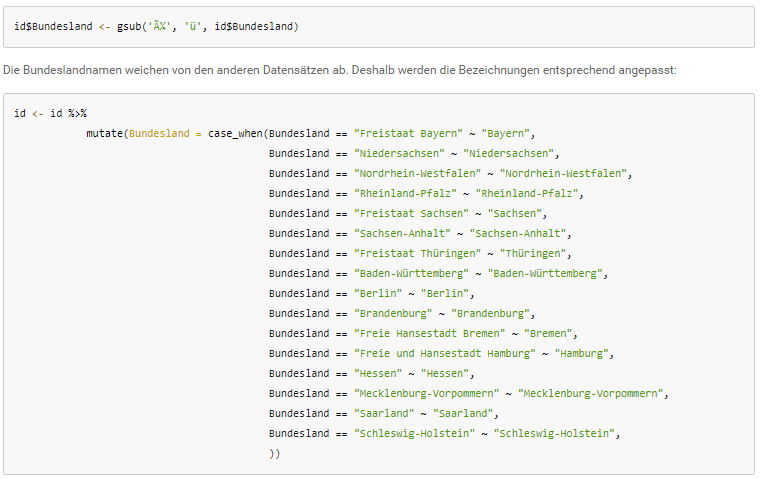 id$Bundesland <- gsub('Ã¼', 'ü', id$Bundesland)
Die Bundeslandnamen weichen von den anderen Datensätzen ab. Deshalb werden die Bezeichnungen entsprechend angepasst:
id <- id %>%
mutate(Bundesland = case_when(Bundesland == "Freistaat Bayern" ~ "Bayern",
Bundesland == "Niedersachsen" ~ "Niedersachsen",
Bundesland == "Nordrhein-Westfalen" ~ "Nordrhein-Westfalen",
Bundesland == "Rheinland-Pfalz" ~ "Rheinland-Pfalz",
Bundesland == "Freistaat Sachsen" ~ "Sachsen",
Bundesland == "Sachsen-Anhalt" ~ "Sachsen-Anhalt",
Bundesland == "Freistaat Thüringen" ~ "Thüringen",
Bundesland == "Baden-Württemberg" ~ "Baden-Württemberg",
Bundesland == "Berlin" ~ "Berlin",
Bundesland == "Brandenburg" ~ "Brandenburg",
Bundesland == "Freie Hansestadt Bremen" ~ "Bremen",
Bundesland == "Freie und Hansestadt Hamburg" ~ "Hamburg",
Bundesland == "Hessen" ~ "Hessen",
Bundesland == "Mecklenburg-Vorpommern" ~ "Mecklenburg-Vorpommern",
Bundesland == "Saarland" ~ "Saarland",
Bundesland == "Schleswig-Holstein" ~ "Schleswig-Holstein",
))